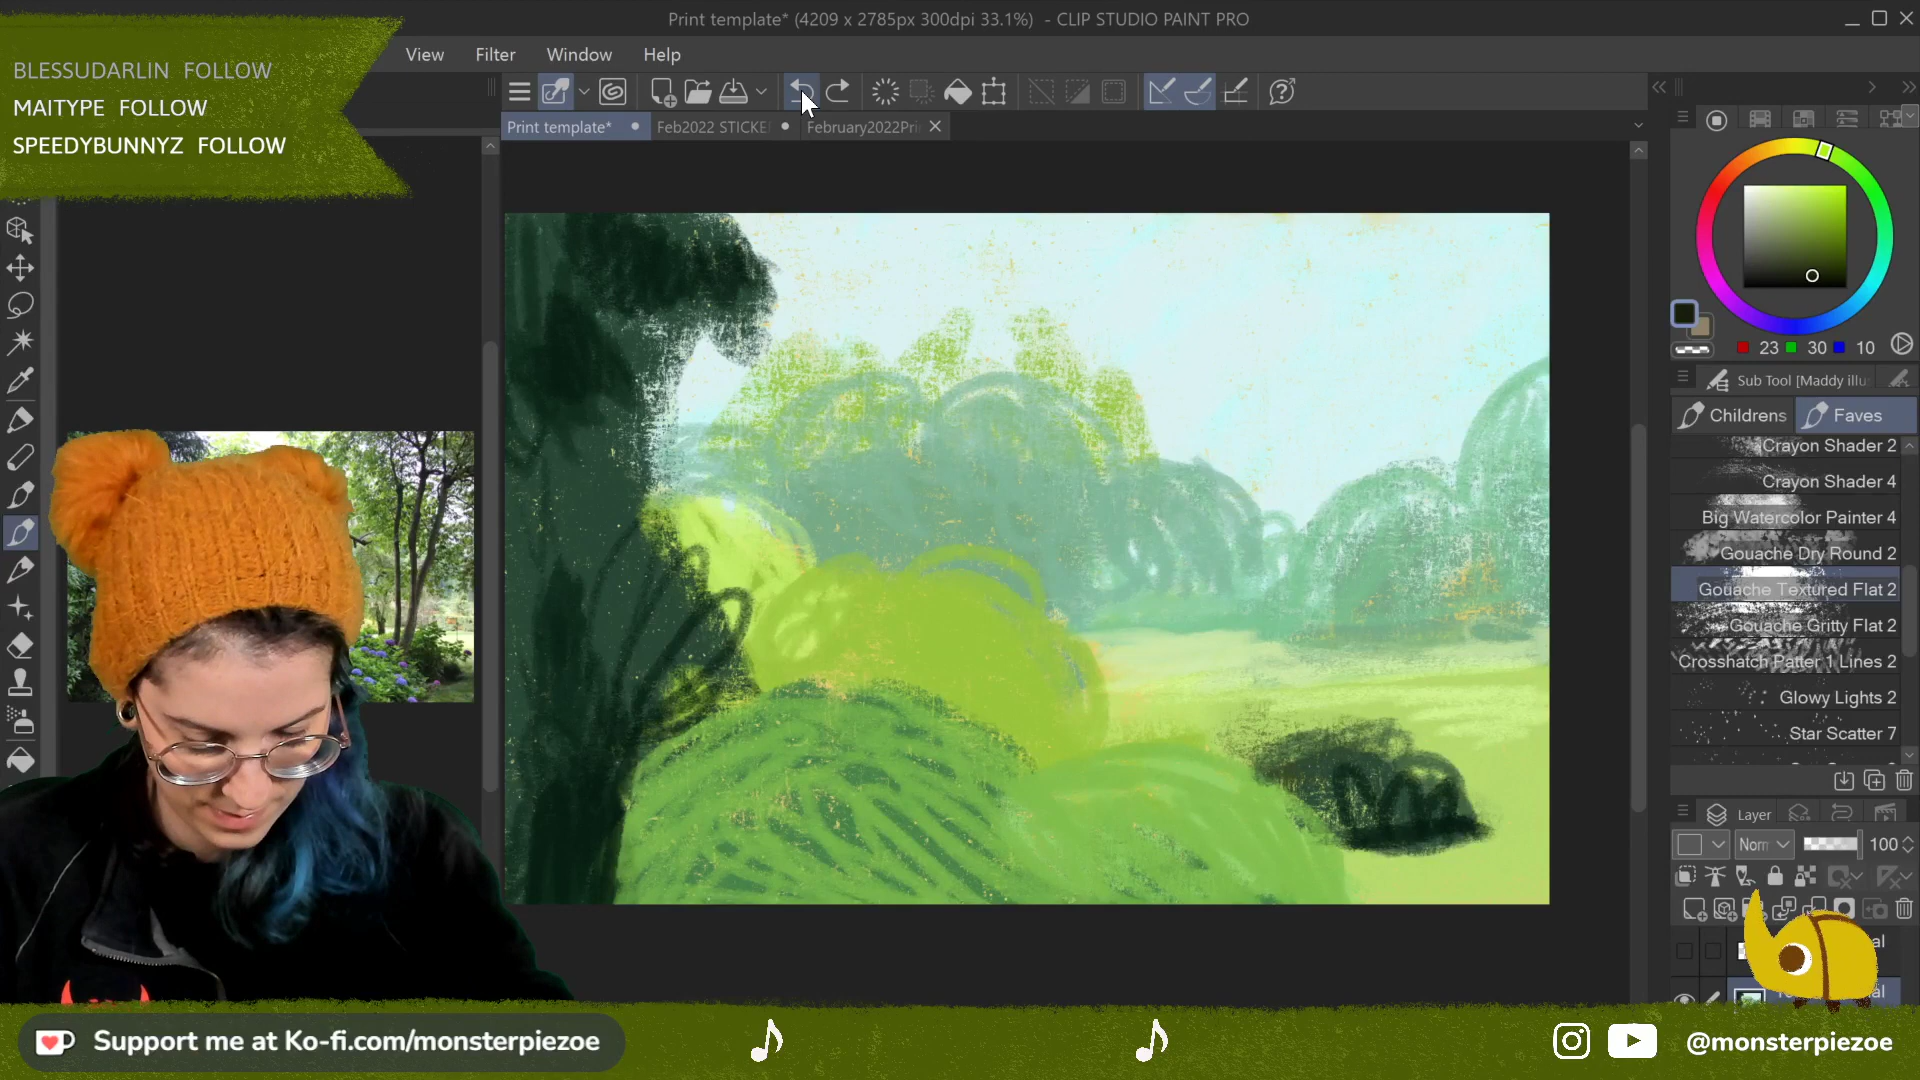 Print template* (4209 x 2785px 300dpi 33.1%) - CLIP STUDIO PAINT PRO
BLESSUDARLIN FOLLOW
MAITYPE FOLLOW
SPEEDYBUNNYZ FOLLOW
View Filter Window Help
Print template* Feb2022 STICKE February2022Pri
23 30 10
Sub Tool [Maddy illu
Childrens Faves
Crayon Shader 2
Crayon Shader 4
Big Watercolor Painter 4
Gouache Dry Round 2
Gouache Textured Flat 2
Gouache Gritty Flat 2
Crosshatch Patter 1 Lines 2
Glowy Lights 2
Star Scatter 7
Layer
Norm 100
Support me at Ko-fi.com/monsterpiezoe
@monsterpiezoe